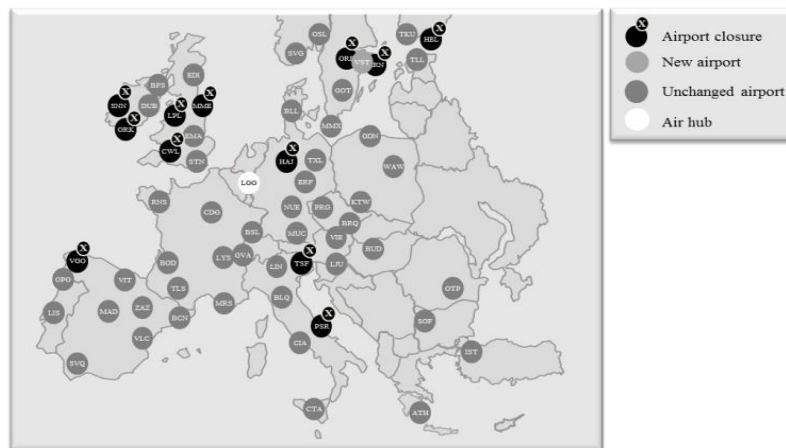 OSL
TKU
HEL
X
SVG
X
VST
X
TLL
EDI
GOT
BFS
SNN
X
DUB
LPL
X
MME
X
BLL
ORK
X
EMA
MMX
GDN
CWL
X
STN
HAJ
X
TXL
WAW
LOG
ERF
RNS
CDG
NUE
PRG
KTW
BSL
MUC
BRQ
VIE
VGO
X
BOD
LYS
GVA
LIN
TSF
X
LJU
BUD
OPO
VIT
TLS
OTP
LIS
MAD
ZAZ
BCN
MRS
BLQ
PSR
X
SOF
VLC
CIA
IST
SVQ
CTA
ATH
X
Airport closure
New airport
Unchanged airport
Air hub